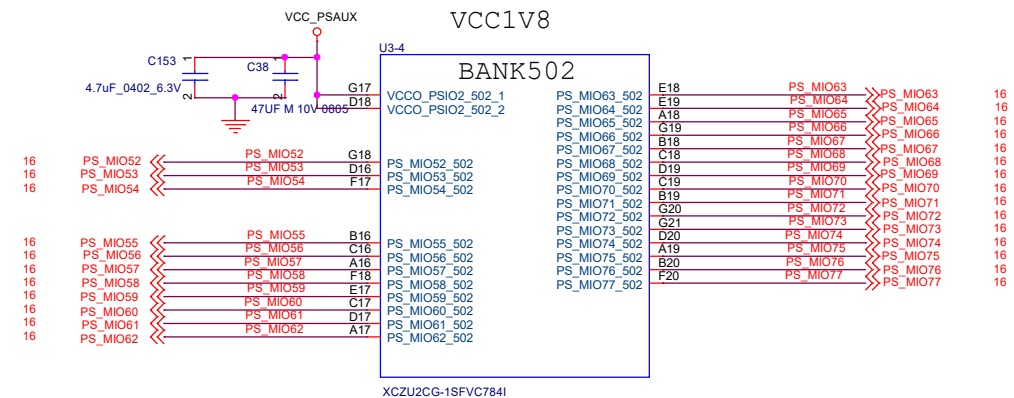 VCC_PSAUX
VCC1V8
U3-4
BANK502
C153
1
2
4.7uF_0402_6.3V
C38
1
2
47UF M 10V 0805
G17 VCCO_PSIO2_502_1
D18 VCCO_PSIO2_502_2
16 PS_MIO52 PS_MIO52 G18 PS_MIO52_502
16 PS_MIO53 PS_MIO53 D16 PS_MIO53_502
16 PS_MIO54 PS_MIO54 F17 PS_MIO54_502
16 PS_MIO55 PS_MIO55 B16 PS_MIO55_502
16 PS_MIO56 PS_MIO56 C16 PS_MIO56_502
16 PS_MIO57 PS_MIO57 A16 PS_MIO57_502
16 PS_MIO58 PS_MIO58 F18 PS_MIO58_502
16 PS_MIO59 PS_MIO59 E17 PS_MIO59_502
16 PS_MIO60 PS_MIO60 C17 PS_MIO60_502
16 PS_MIO61 PS_MIO61 D17 PS_MIO61_502
16 PS_MIO62 PS_MIO62 A17 PS_MIO62_502
PS_MIO63_502 E18 PS_MIO63 PS_MIO63 16
PS_MIO64_502 E19 PS_MIO64 PS_MIO64 16
PS_MIO65_502 A18 PS_MIO65 PS_MIO65 16
PS_MIO66_502 G19 PS_MIO66 PS_MIO66 16
PS_MIO67_502 B18 PS_MIO67 PS_MIO67 16
PS_MIO68_502 C18 PS_MIO68 PS_MIO68 16
PS_MIO69_502 D19 PS_MIO69 PS_MIO69 16
PS_MIO70_502 C19 PS_MIO70 PS_MIO70 16
PS_MIO71_502 B19 PS_MIO71 PS_MIO71 16
PS_MIO72_502 G20 PS_MIO72 PS_MIO72 16
PS_MIO73_502 G21 PS_MIO73 PS_MIO73 16
PS_MIO74_502 D20 PS_MIO74 PS_MIO74 16
PS_MIO75_502 A19 PS_MIO75 PS_MIO75 16
PS_MIO76_502 B20 PS_MIO76 PS_MIO76 16
PS_MIO77_502 F20 PS_MIO77 PS_MIO77 16
XCZU2CG-1SFVC784I